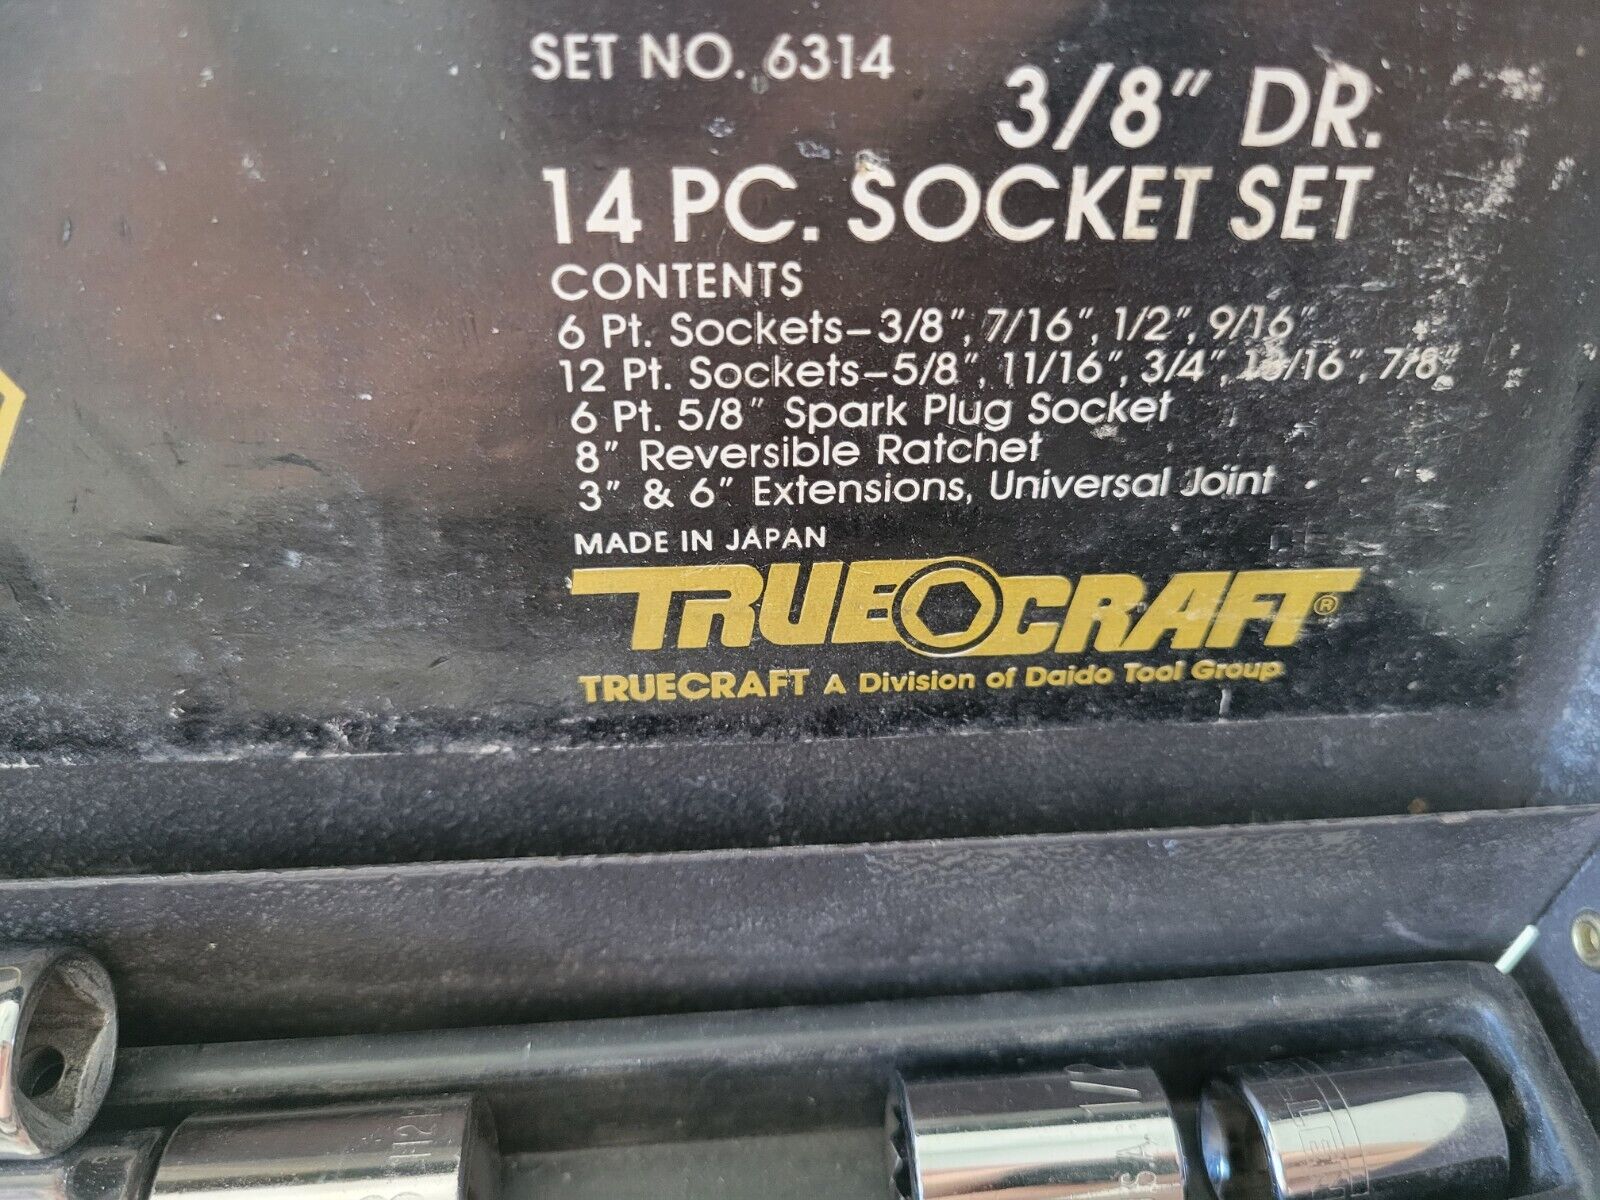 SET NO. 6314
3/8" DR.
14 PC. SOCKET SET
CONTENTS
6 Pt. Sockets–3/8", 7/16", 1/2", 9/16"
12 Pt. Sockets–5/8", 11/16", 3/4", 13/16", 7/8"
6 Pt. 5/8" Spark Plug Socket
8" Reversible Ratchet
3" & 6" Extensions, Universal Joint
MADE IN JAPAN
TRUECRAFT®
TRUECRAFT A Division of Daido Tool Group